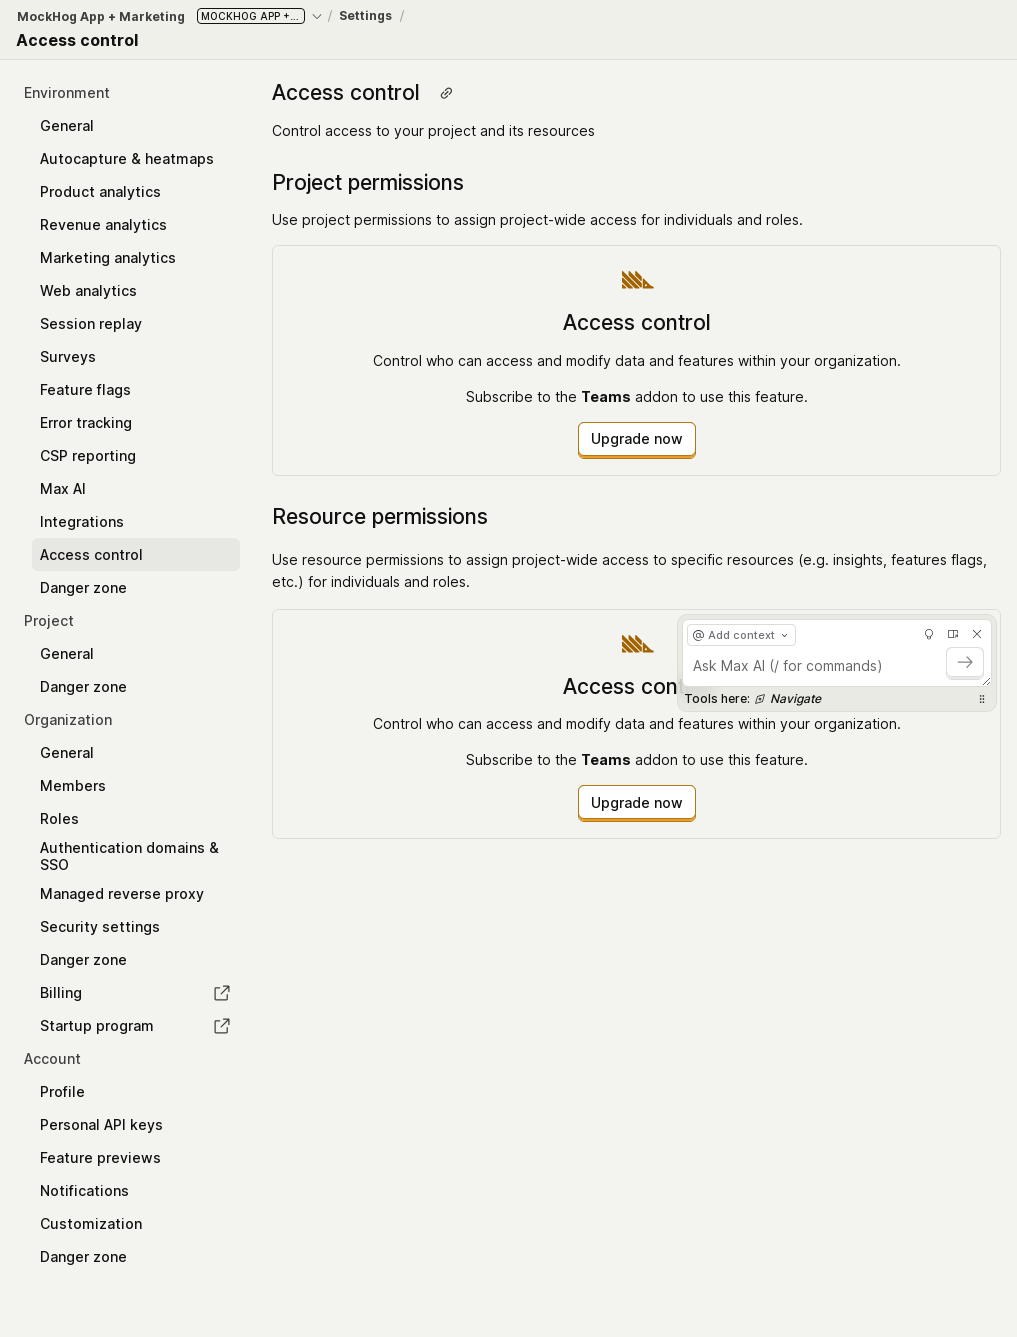 MockHog App + Marketing MOCKHOG APP +... / Settings /
Access control
Environment
General
Autocapture & heatmaps
Product analytics
Revenue analytics
Marketing analytics
Web analytics
Session replay
Surveys
Feature flags
Error tracking
CSP reporting
Max AI
Integrations
Access control
Danger zone
Project
General
Danger zone
Organization
General
Members
Roles
Authentication domains &
SSO
Managed reverse proxy
Security settings
Danger zone
Billing
Startup program
Account
Profile
Personal API keys
Feature previews
Notifications
Customization
Danger zone
Access control
Control access to your project and its resources
Project permissions
Use project permissions to assign project-wide access for individuals and roles.
Access control
Control who can access and modify data and features within your organization.
Subscribe to the Teams addon to use this feature.
Upgrade now
Resource permissions
Use resource permissions to assign project-wide access to specific resources (e.g. insights, features flags,
etc.) for individuals and roles.
Access cont
Control who can access and modify data and features within your organization.
Subscribe to the Teams addon to use this feature.
Upgrade now
@ Add context
Ask Max AI (/ for commands)
Tools here: Navigate